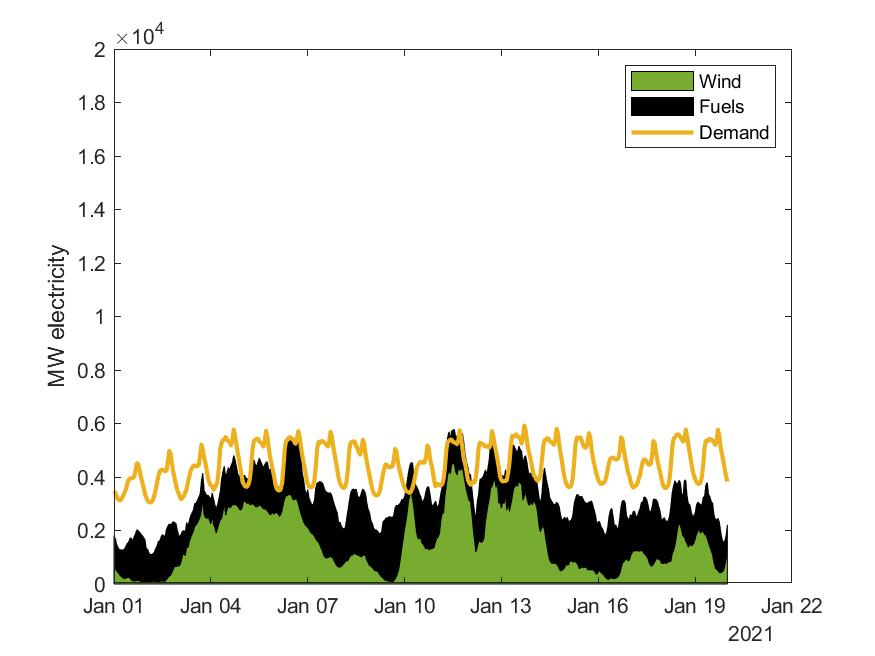 ×10⁴
2
1.8
1.6
1.4
1.2
1
0.8
0.6
0.4
0.2
0
MW electricity
Wind
Fuels
Demand
Jan 01 Jan 04 Jan 07 Jan 10 Jan 13 Jan 16 Jan 19 Jan 22
2021